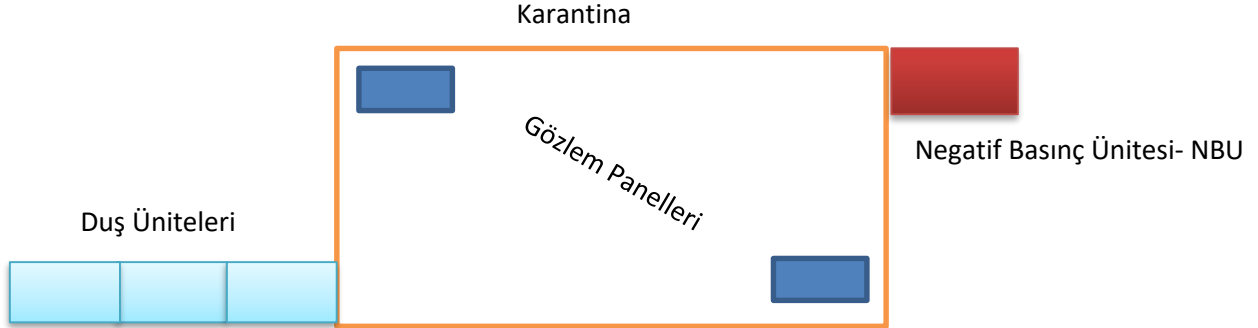 Karantina
Gözlem Panelleri
Negatif Basınç Ünitesi- NBU
Duş Üniteleri